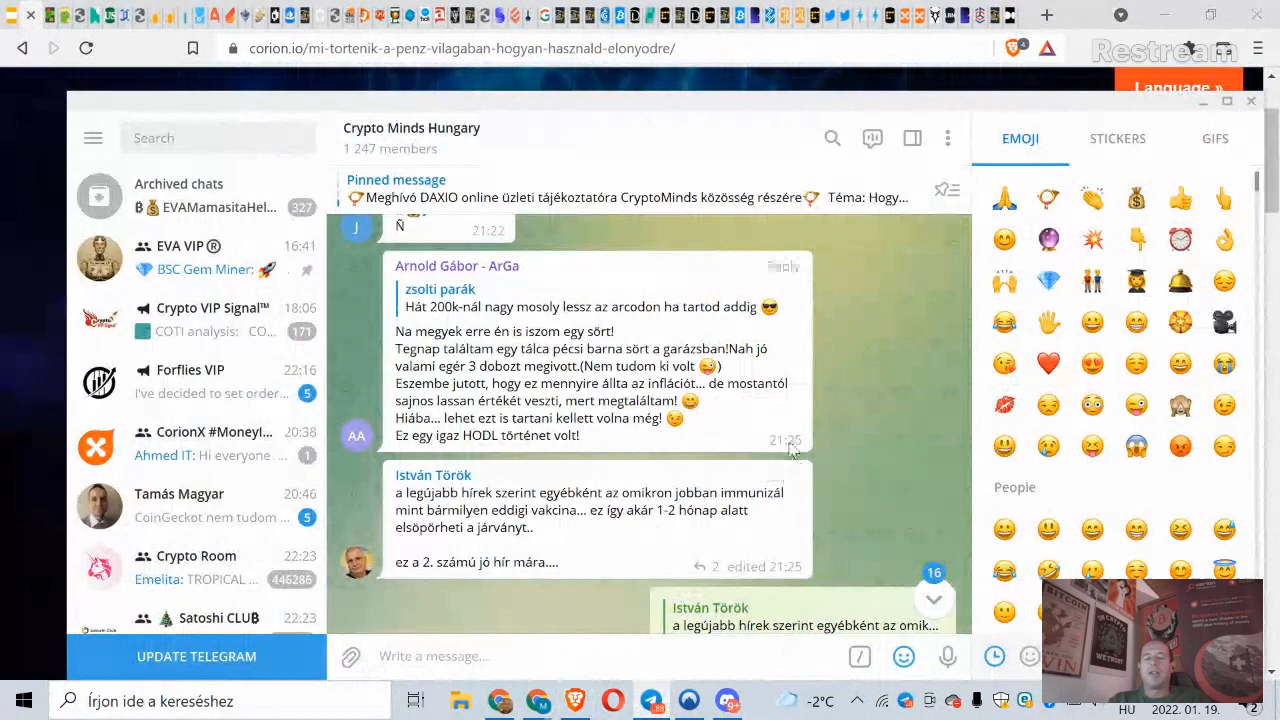 corion.io/mi-tortenik-a-penz-vilagaban-hogyan-hasznald-elonyodre/
4
Restream
Language »
Search
Crypto Minds Hungary
1 247 members
EMOJI
STICKERS
GIFS
Archived chats
EVAMamasitaHel...
327
Pinned message
Meghívó DAXIO online üzleti tájékoztatóra CryptoMinds közösség részére
Téma: Hogy...
J
Ñ
21:22
EVA VIP
16:41
BSC Gem Miner:
Crypto VIP Signal™
18:06
COTI analysis: CO...
171
Forflies VIP
22:16
I've decided to set order...
5
CorionX #MoneyI...
20:38
Ahmed IT: Hi everyone ...
1
Tamás Magyar
20:46
CoinGeckot nem tudom ...
5
Crypto Room
22:23
Emelita: TROPICAL ...
446286
Satoshi CLUB
22:23
UPDATE TELEGRAM
Arnold Gábor - ArGa
zsolti parák
Hát 200k-nál nagy mosoly lessz az arcodon ha tartod addig
Na megyek erre én is iszom egy sört!
Tegnap találtam egy tálca pécsi barna sört a garázsban!Nah jó
valami egér 3 dobozt megivott.(Nem tudom ki volt )
Eszembe jutott, hogy ez mennyire állta az inflációt... de mostantól
sajnos lassan értékét veszti, mert megtaláltam!
Hiába... lehet ezt is tartani kellett volna még!
Ez egy igaz HODL történet volt!
21:25
AA
István Török
a legújabb hírek szerint egyébként az omikron jobban immunizál
mint bármilyen eddigi vakcina... ez így akár 1-2 hónap alatt
elsöpörheti a járványt..
ez a 2. számú jó hír mára....
2 edited 21:25
16
István Török
a legújabb hírek szerint egyébként az omik...
Write a message...
People
BITCOIN
IN CRYPTO
WE TRUST
Írjon ide a kereséshez
-2°C
HU
2022. 01. 19.